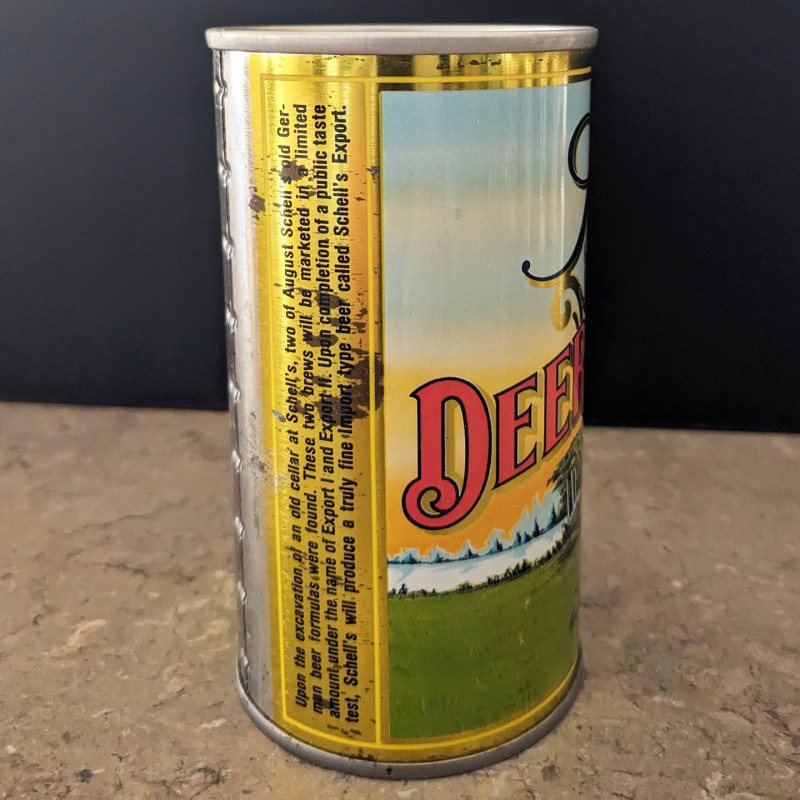 Upon the excavation of an old cellar at Schell's, two of August Schell's old Ger-
man beer formulas were found. These two brews will be marketed in a limited
amount under the name of Export I and Export II. Upon completion of a public taste
test, Schell's will produce a truly fine Import type beer called Schell's Export.
DEER